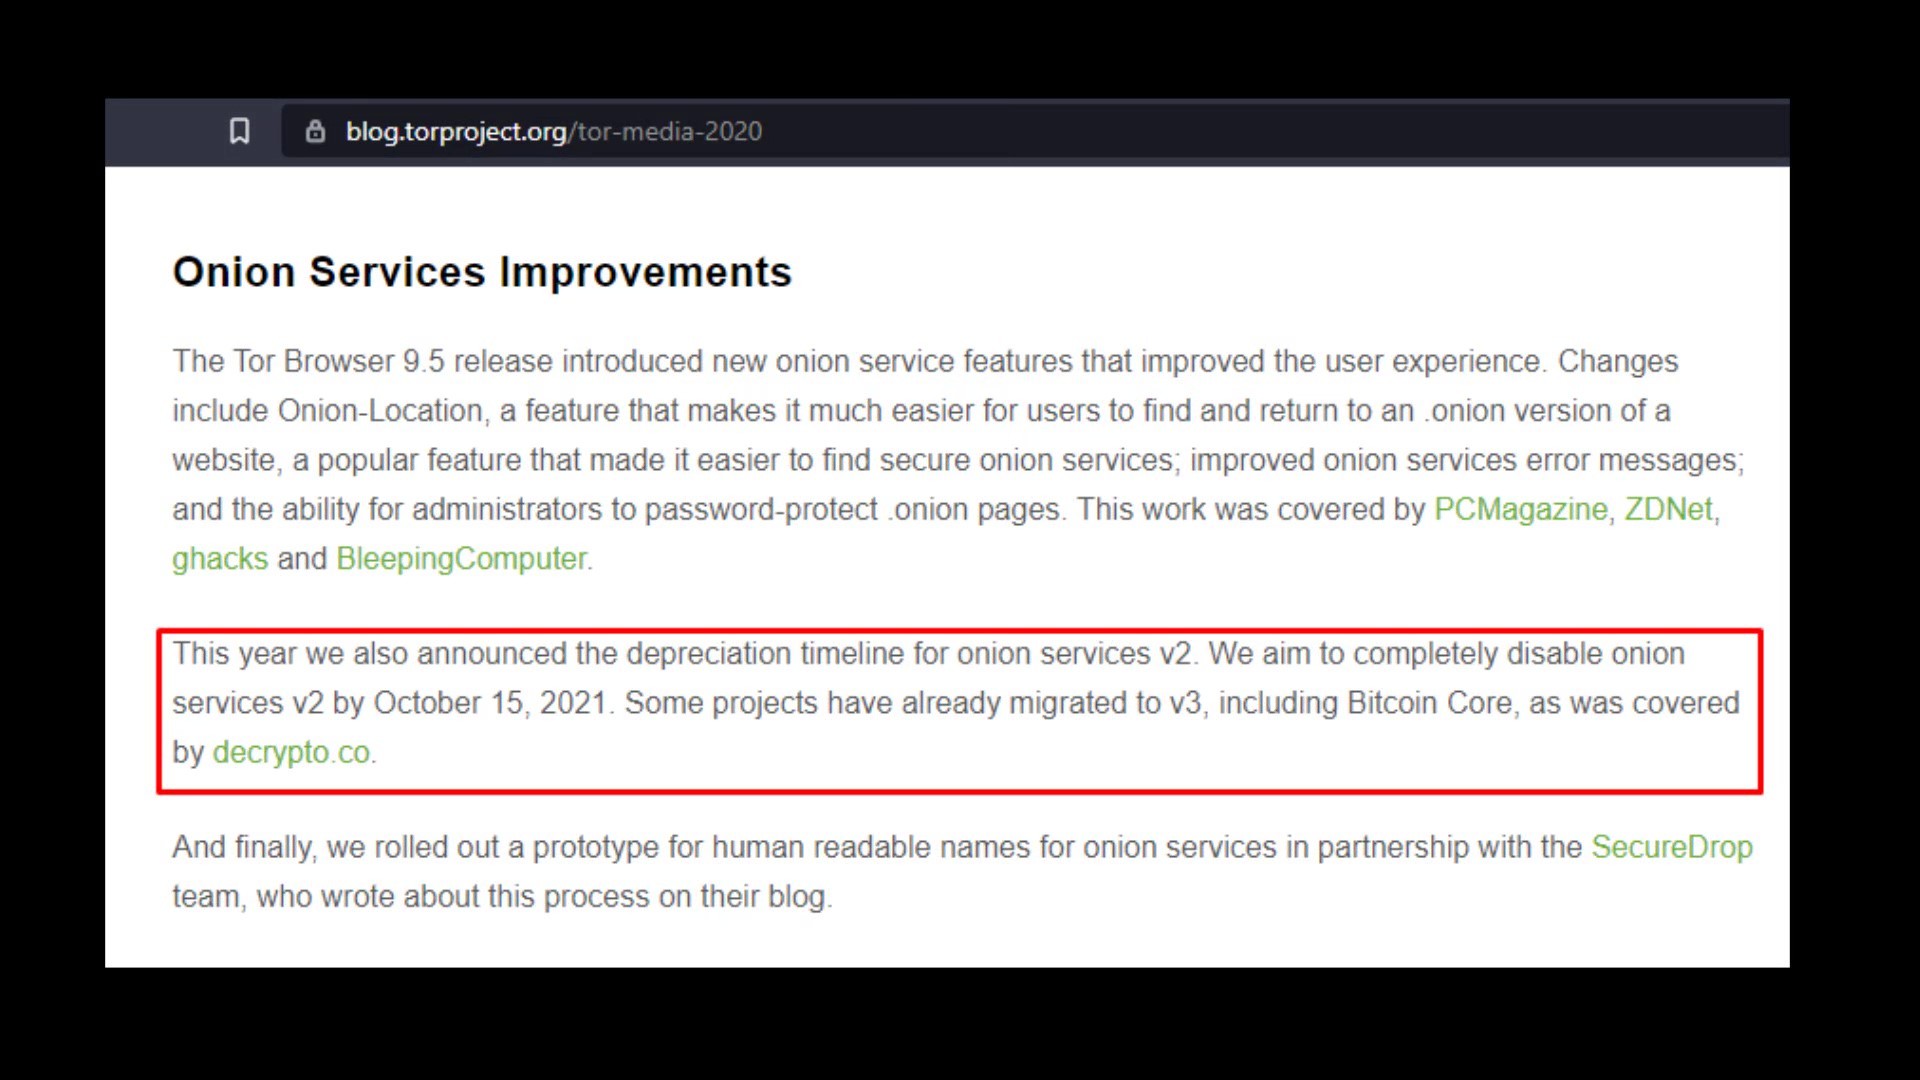 blog.torproject.org/tor-media-2020
Onion Services Improvements
The Tor Browser 9.5 release introduced new onion service features that improved the user experience. Changes
include Onion-Location, a feature that makes it much easier for users to find and return to an .onion version of a
website, a popular feature that made it easier to find secure onion services; improved onion services error messages;
and the ability for administrators to password-protect .onion pages. This work was covered by PCMagazine, ZDNet,
ghacks and BleepingComputer.
This year we also announced the depreciation timeline for onion services v2. We aim to completely disable onion
services v2 by October 15, 2021. Some projects have already migrated to v3, including Bitcoin Core, as was covered
by decrypto.co.
And finally, we rolled out a prototype for human readable names for onion services in partnership with the SecureDrop
team, who wrote about this process on their blog.